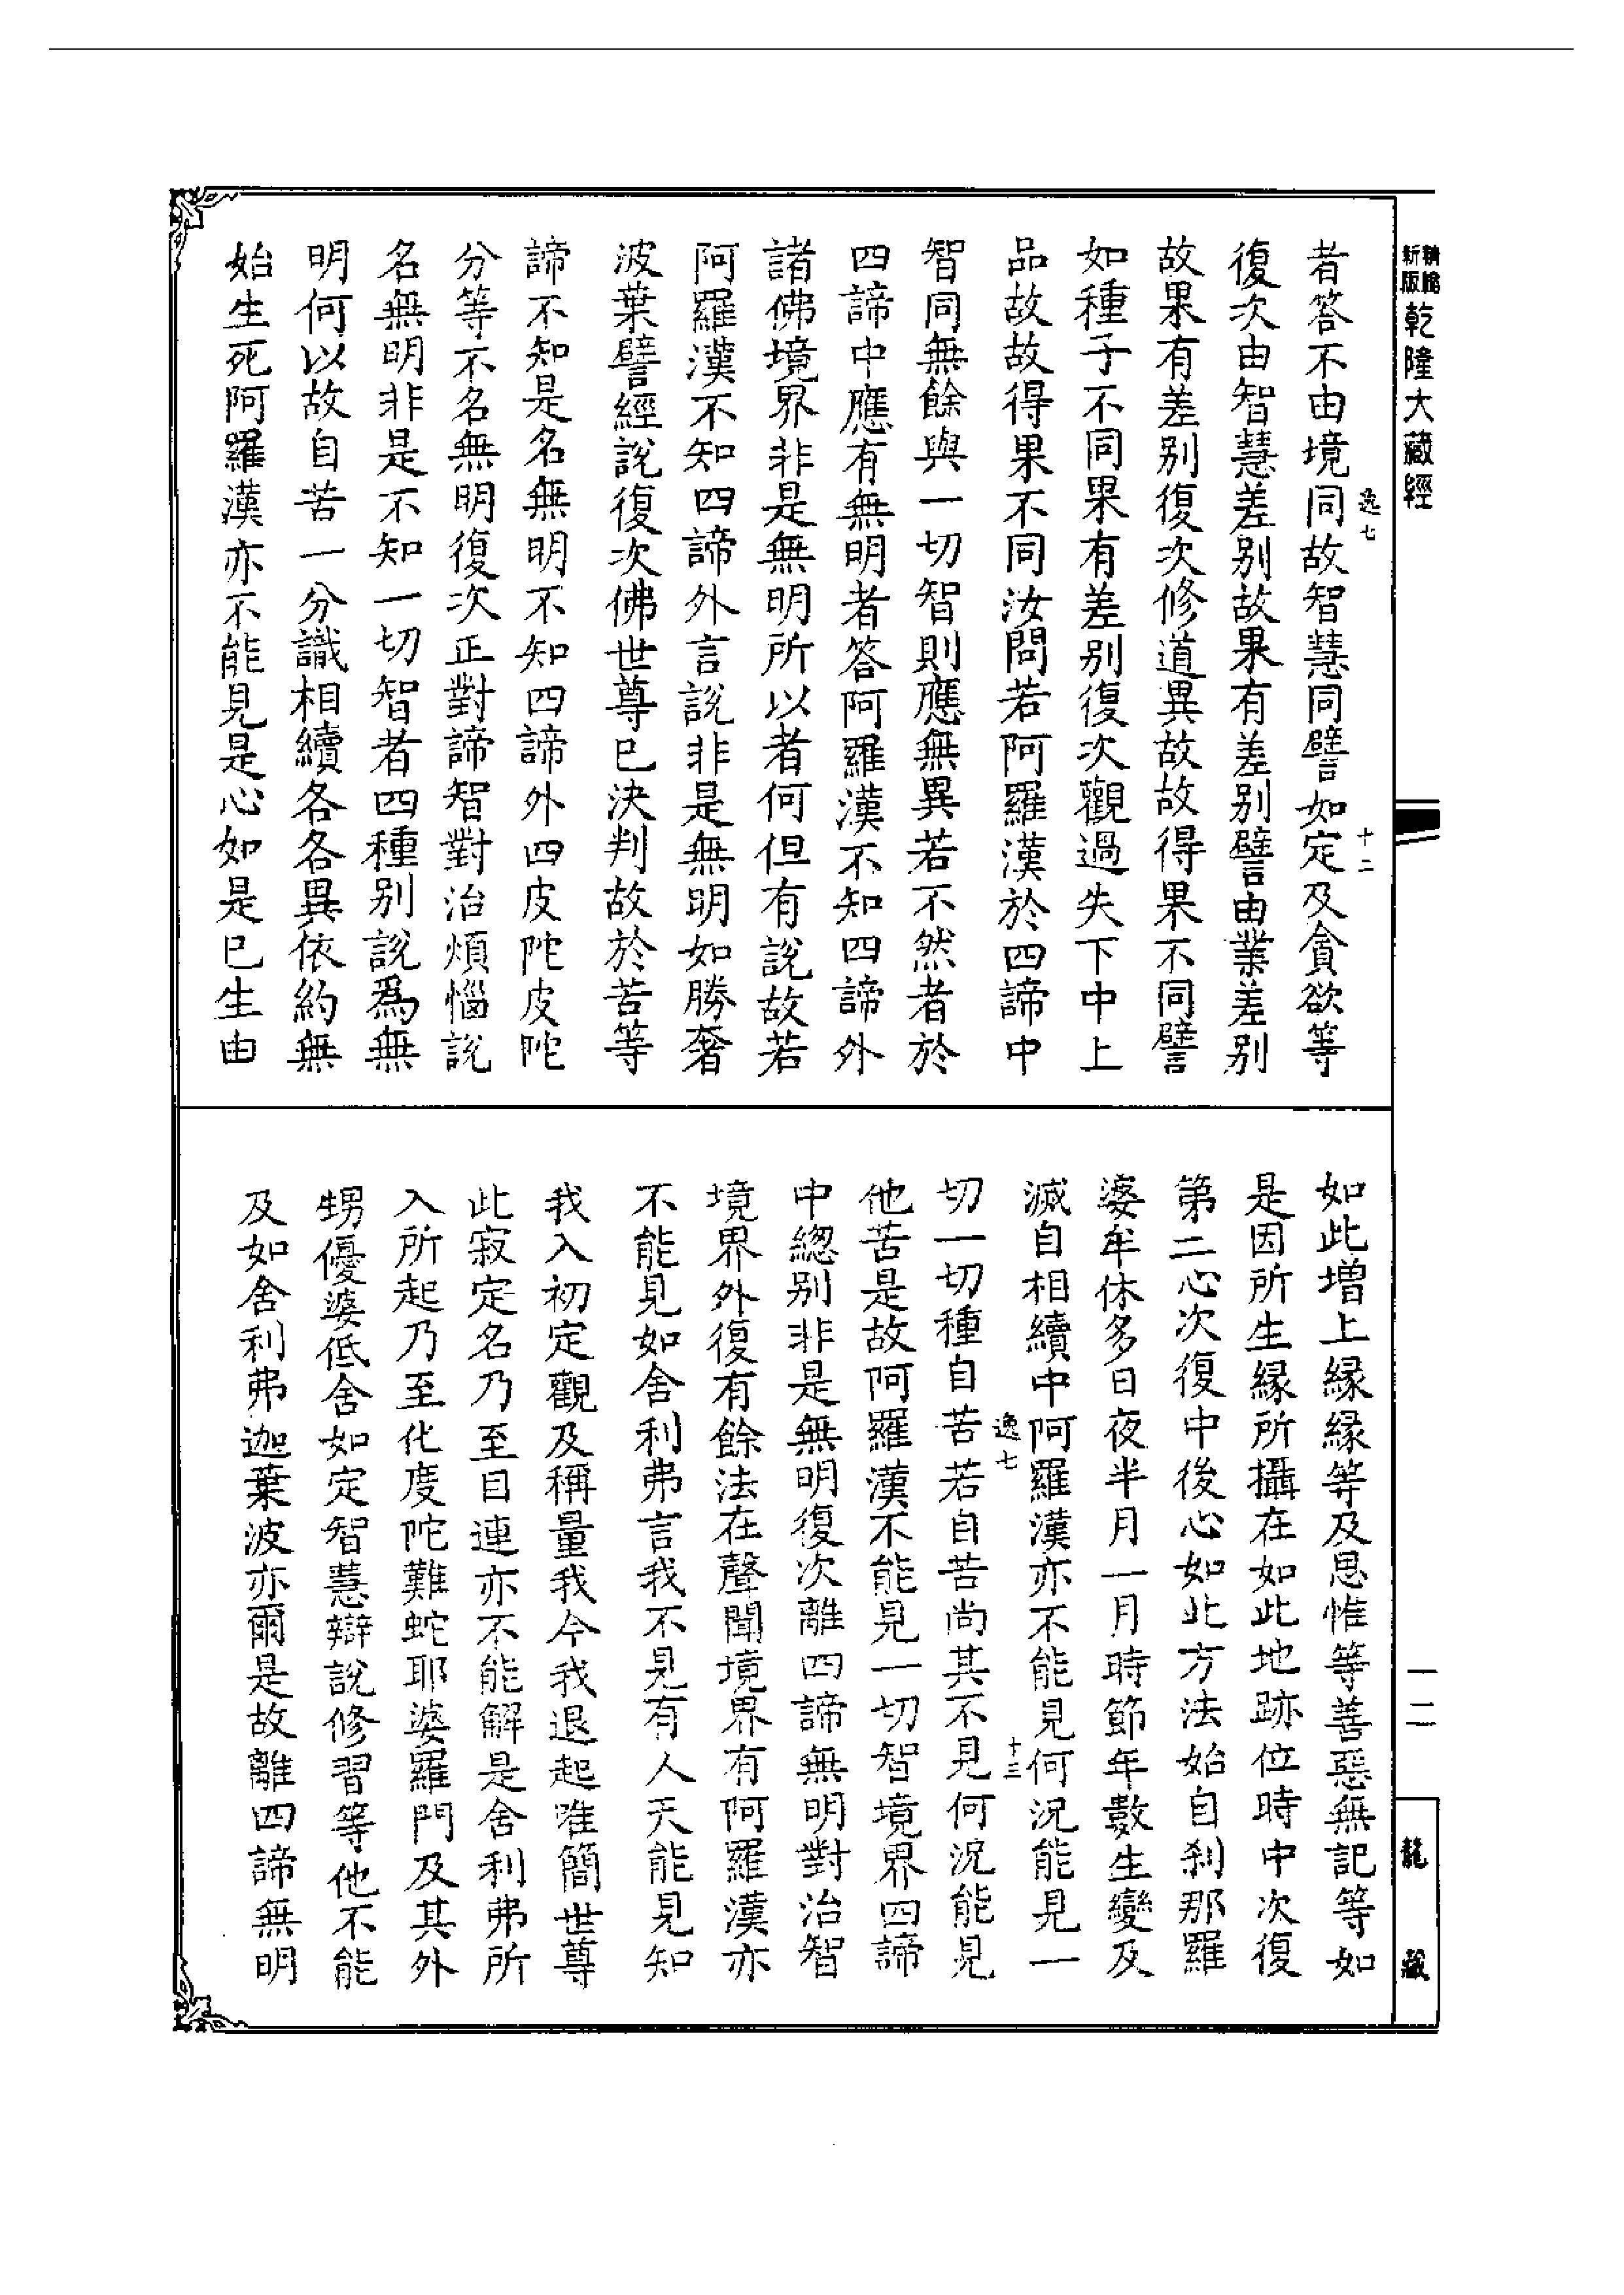 新版
精縮
乾隆大藏經
一二
龍藏
者答不由境同故智慧同譬如定及貪欲等
逸七
十二
復次由智慧差別故果有差別譬由業差別
故果有差別復次修道異故故得果不同譬
如種子不同果有差別復次觀過失下中上
品故故得果不同汝問若阿羅漢於四諦中
智同無餘與一切智則應無異若不然者於
四諦中應有無明者答阿羅漢不知四諦外
諸佛境界非是無明所以者何但有說故若
阿羅漢不知四諦外言說非是無明如勝奢
波葉譬經說復次佛世尊已決判故於苦等
諦不知是名無明不知四諦外四皮陀皮陀
分等不名無明復次正對諦智對治煩惱說
名無明非是不知一切智者四種別說為無
明何以故自苦一分識相續各各異依約無
始生死阿羅漢亦不能見是心如是已生由
如此增上緣緣等及思惟等善惡無記等如
是因所生緣所攝在如此地跡位時中次復
第二心次復中後心如此方法始自刹那羅
婆牟休多日夜半月一月時節年數生變及
滅自相續中阿羅漢亦不能見何況能見一
逸七
十三
切一切種自苦若自苦尚其不見何況能見
他苦是故阿羅漢不能見一切智境界四諦
中緫別非是無明復次離四諦無明對治智
境界外復有餘法在聲聞境界有阿羅漢亦
不能見如舍利弗言我不見有人天能見知
我入初定觀及稱量我今我退起唯簡世尊
此寂定名乃至目連亦不能解是舍利弗所
入所起乃至化度陀難蛇耶婆羅門及其外
甥優婆低舍如定智慧辯說修習等他不能
及如舍利弗迦葉波亦爾是故離四諦無明